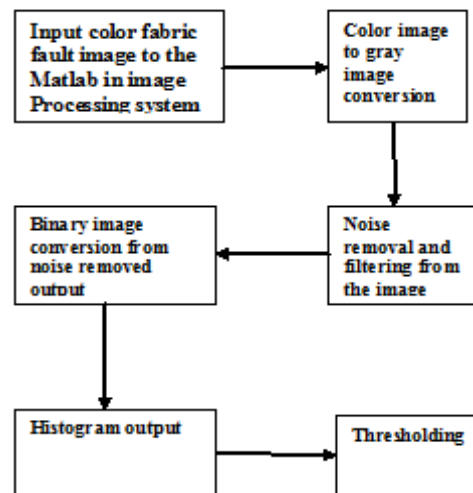 Input color fabric
fault image to the
Matlab in image
Processing system
Color image
to gray
image
conversion
Noise
removal and
filtering from
the image
Binary image
conversion from
noise removed
output
Histogram output
Thresholding